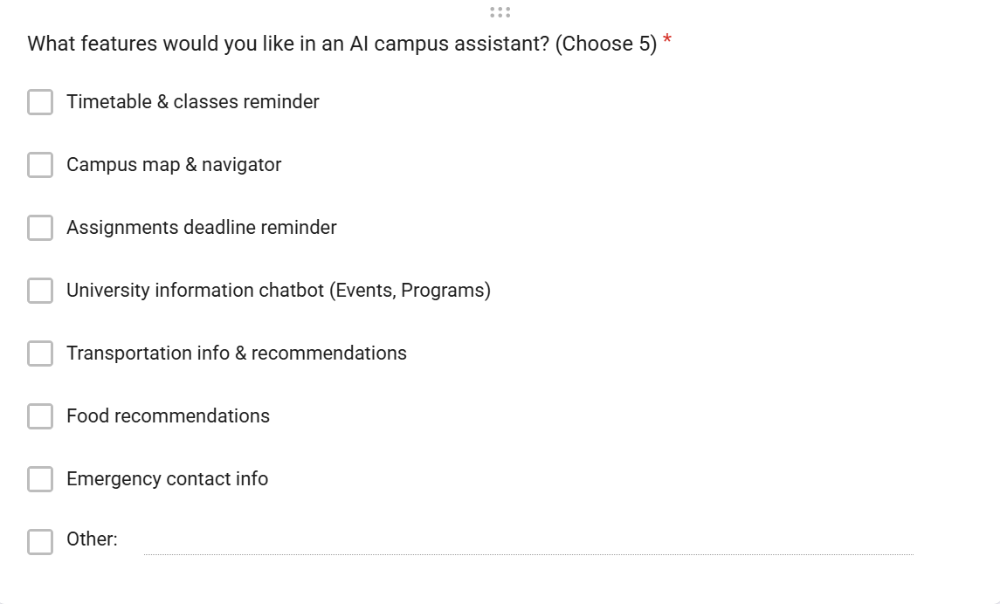 What features would you like in an AI campus assistant? (Choose 5) *
Timetable & classes reminder
Campus map & navigator
Assignments deadline reminder
University information chatbot (Events, Programs)
Transportation info & recommendations
Food recommendations
Emergency contact info
Other: